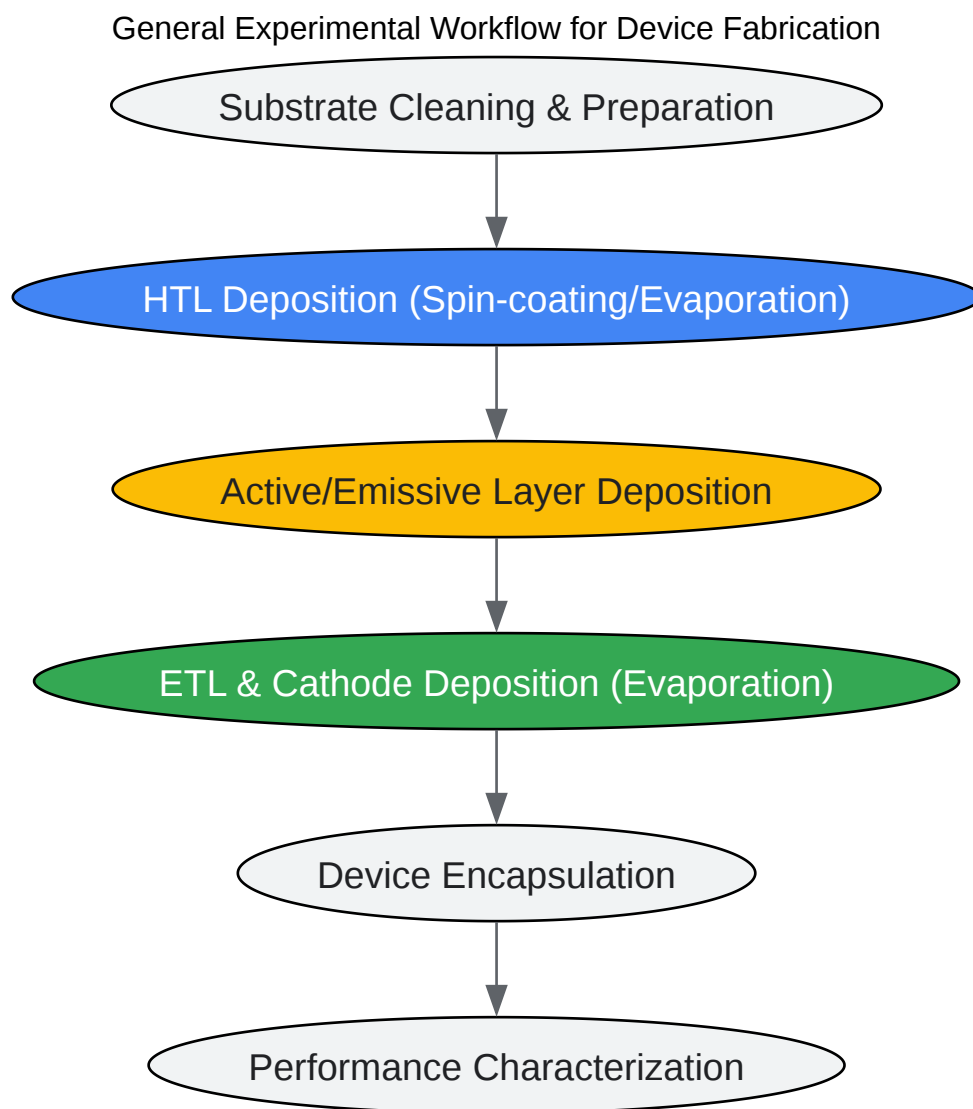 General Experimental Workflow for Device Fabrication
Substrate Cleaning & Preparation
HTL Deposition (Spin-coating/Evaporation)
Active/Emissive Layer Deposition
ETL & Cathode Deposition (Evaporation)
Device Encapsulation
Performance Characterization